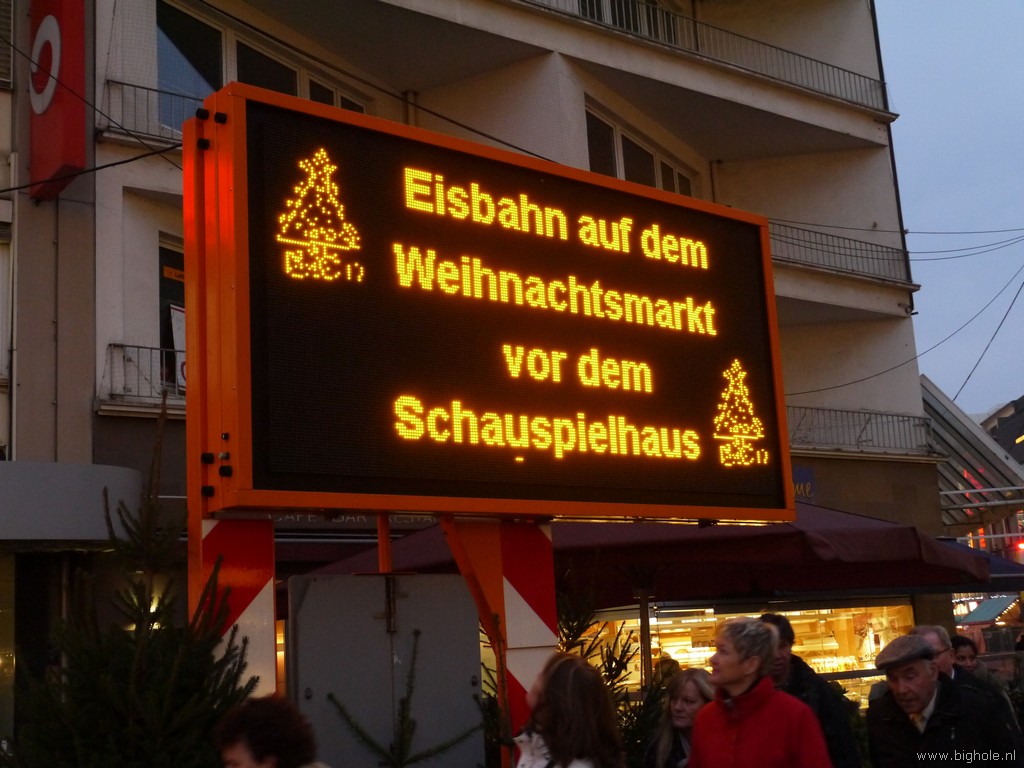 Eisbahn auf dem
Weihnachtsmarkt
vor dem
Schauspielhaus
www.bighole.nl